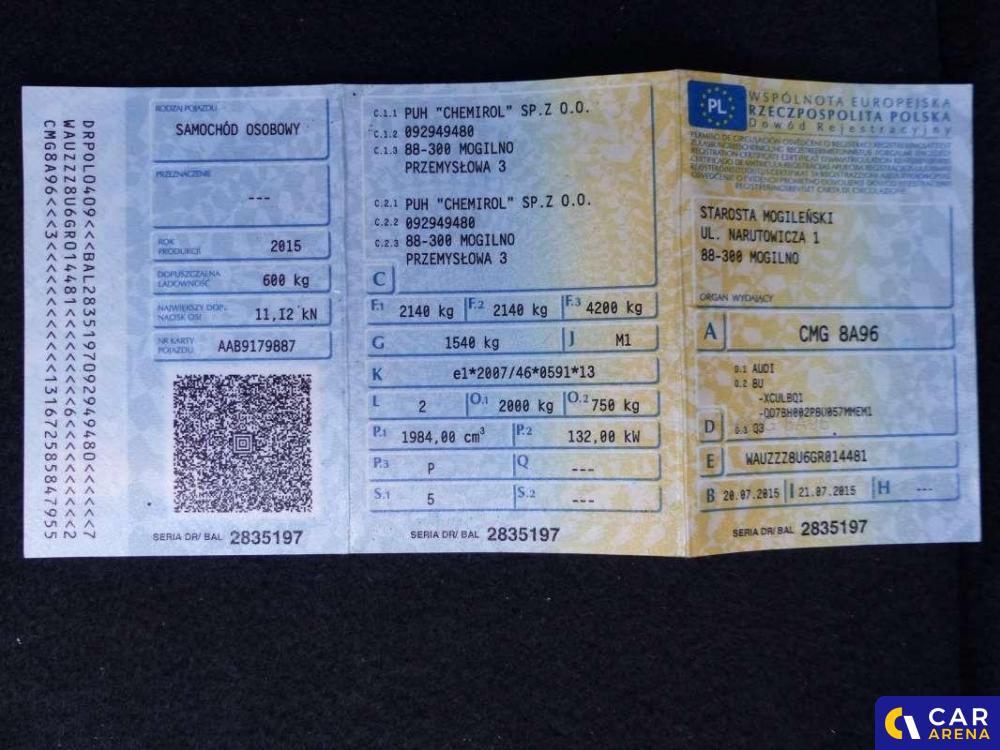 DRPOL0409<<<BAL28351970929494​80<<<<<<7
WAUZZZ8U6GR014481<<<<<<<6<<<<<<<<<<2
CMG8A96<<<3<<<<<<<<<<<1316725858479​55
RODZAJ POJAZDU
SAMOCHÓD OSOBOWY
PRZEZNACZENIE
---
ROK PRODUKCJI 2015
DOPUSZCZALNA ŁADOWNOŚĆ 600 kg
NAJWIĘKSZY DOP. NACISK OSI 11,12 kN
NR KARTY POJAZDU AAB9179887
SERIA DR/ BAL 2835197
C.1.1 PUH "CHEMIROL" SP.Z O.O.
C.1.2 092949480
C.1.3 88-300 MOGILNO
PRZEMYSŁOWA 3
C.2.1 PUH "CHEMIROL" SP.Z O.O.
C.2.2 092949480
C.2.3 88-300 MOGILNO
PRZEMYSŁOWA 3
C
F.1 2140 kg F.2 2140 kg F.3 4200 kg
G 1540 kg J M1
K e1*2007/46*0591*13
L 2 O.1 2000 kg O.2 750 kg
P.1 1984,00 cm³ P.2 132,00 kW
P.3 P Q ---
S.1 5 S.2 ---
SERIA DR/ BAL 2835197
PL
WSPÓLNOTA EUROPEJSKA
RZECZPOSPOLITA POLSKA
Dowód Rejestracyjny
STAROSTA MOGILEŃSKI
UL. NARUTOWICZA 1
88-300 MOGILNO
ORGAN WYDAJĄCY
A CMG 8A96
D.1 AUDI
D.2 8U
-XCULBQ1
-QD7BH002PBU057MMEM1
D D.3 Q3
E WAUZZZ8U6GR014481
B 20.07.2015 I 21.07.2015 H ---
SERIA DR/ BAL 2835197
CAR
ARENA